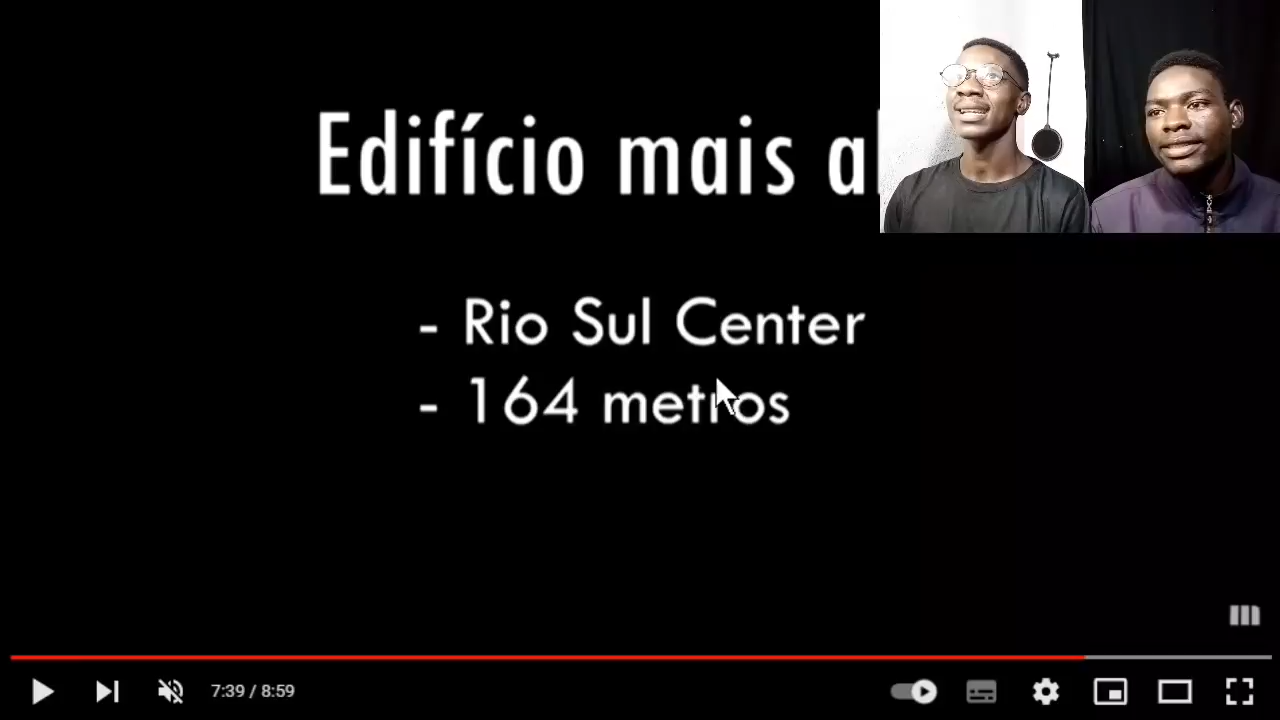 Edifício mais al
- Rio Sul Center
- 164 metros
7:39 / 8:59